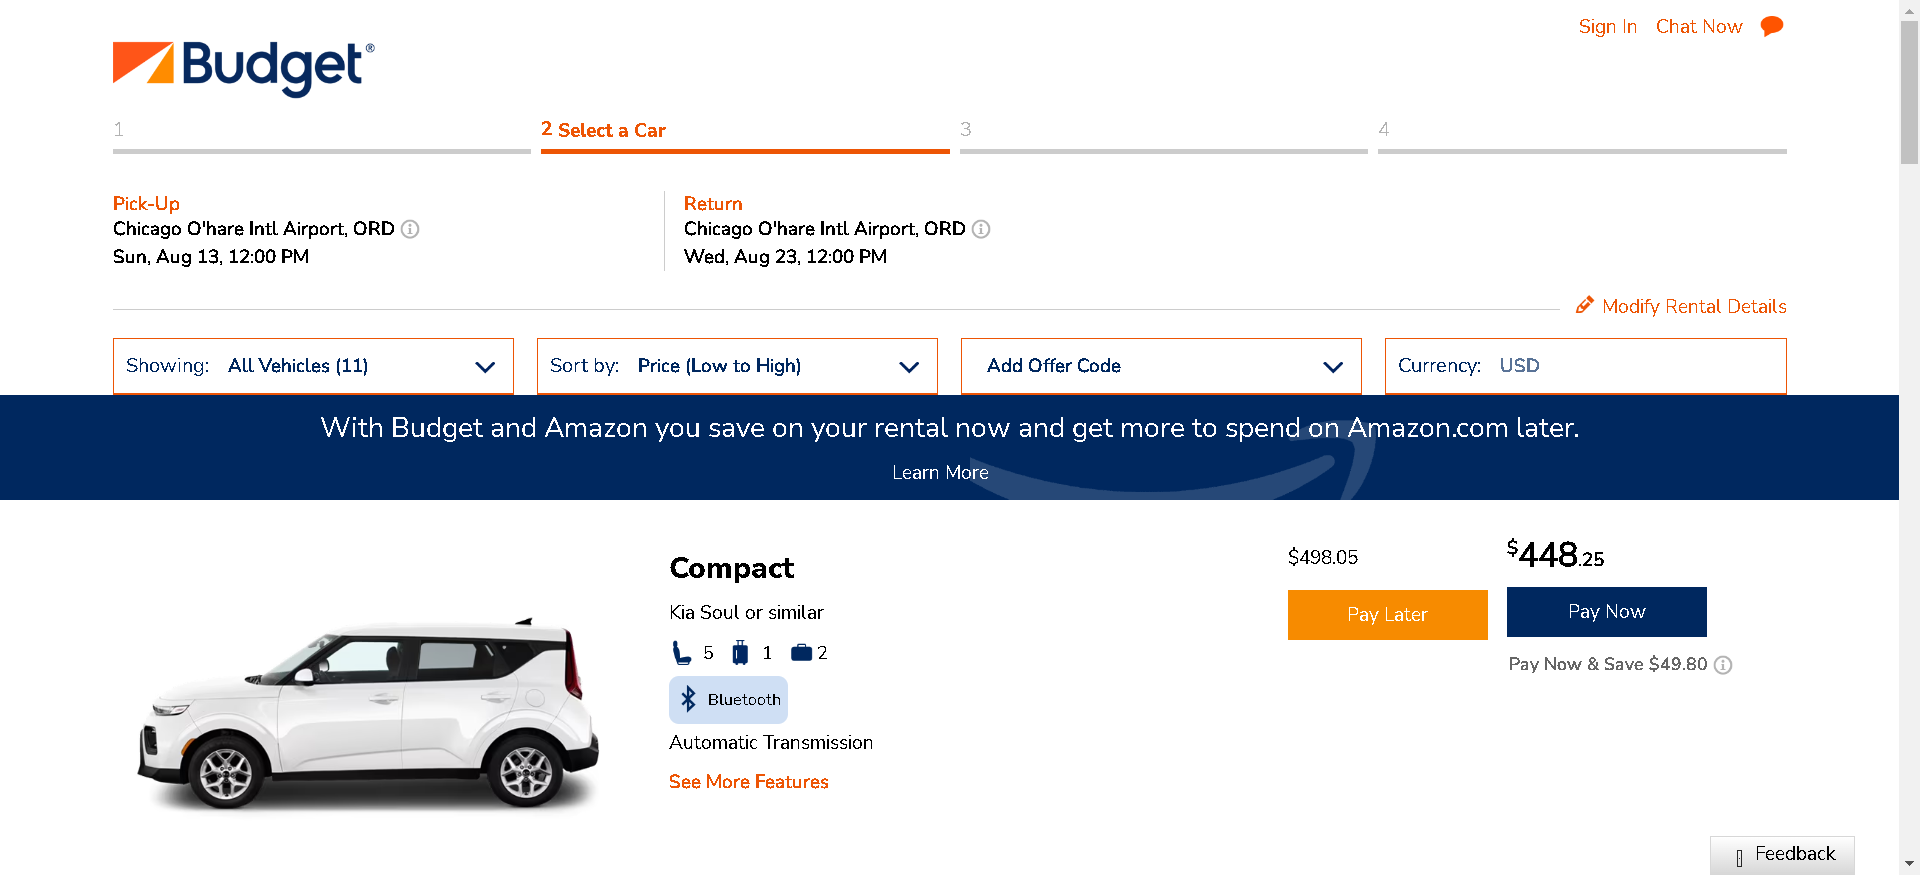 Sign In
Chat Now
Budget®
1
2 Select a Car
3
4
Pick-Up
Chicago O'hare Intl Airport, ORD
Sun, Aug 13, 12:00 PM
Return
Chicago O'hare Intl Airport, ORD
Wed, Aug 23, 12:00 PM
Modify Rental Details
Showing: All Vehicles (11)
Sort by: Price (Low to High)
Add Offer Code
Currency: USD
With Budget and Amazon you save on your rental now and get more to spend on Amazon.com later.
Learn More
Compact
Kia Soul or similar
5 1 2
Bluetooth
Automatic Transmission
See More Features
$498.05
Pay Later
$448.25
Pay Now
Pay Now & Save $49.80
Feedback